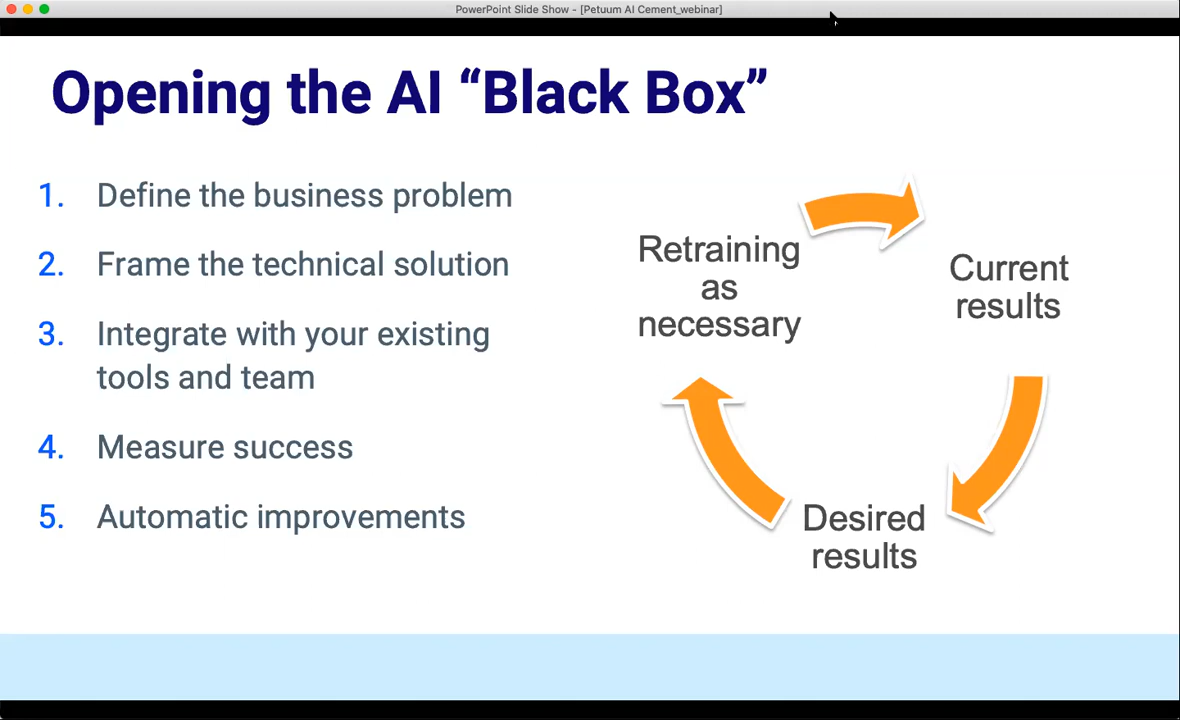 PowerPoint Slide Show - [Petuum AI Cement_webinar]
Opening the AI “Black Box”
1. Define the business problem
2. Frame the technical solution
3. Integrate with your existing
tools and team
4. Measure success
5. Automatic improvements
Retraining
as
necessary
Current
results
Desired
results